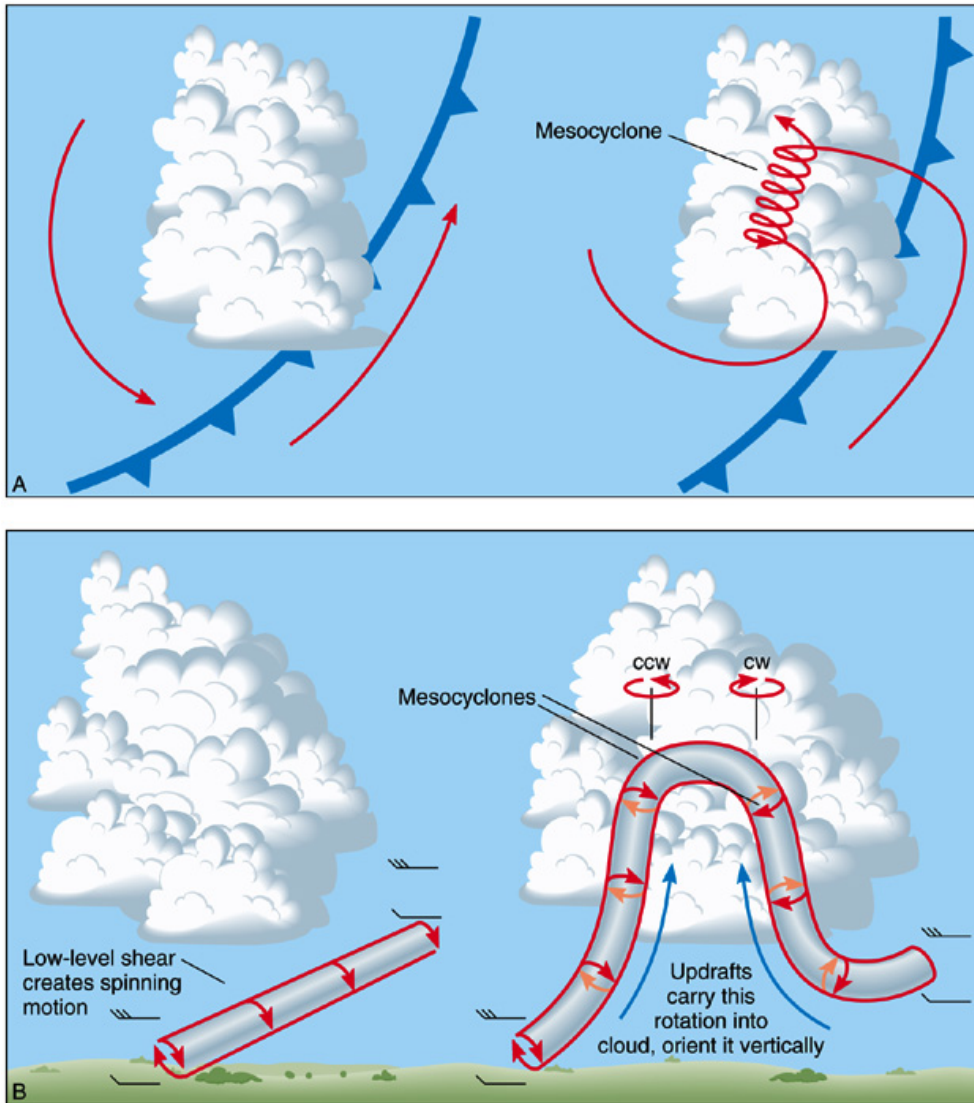 Mesocyclone
A
ccw
cw
Mesocyclones
Low-level shear
creates spinning
motion
Updrafts
carry this
rotation into
cloud, orient it vertically
B